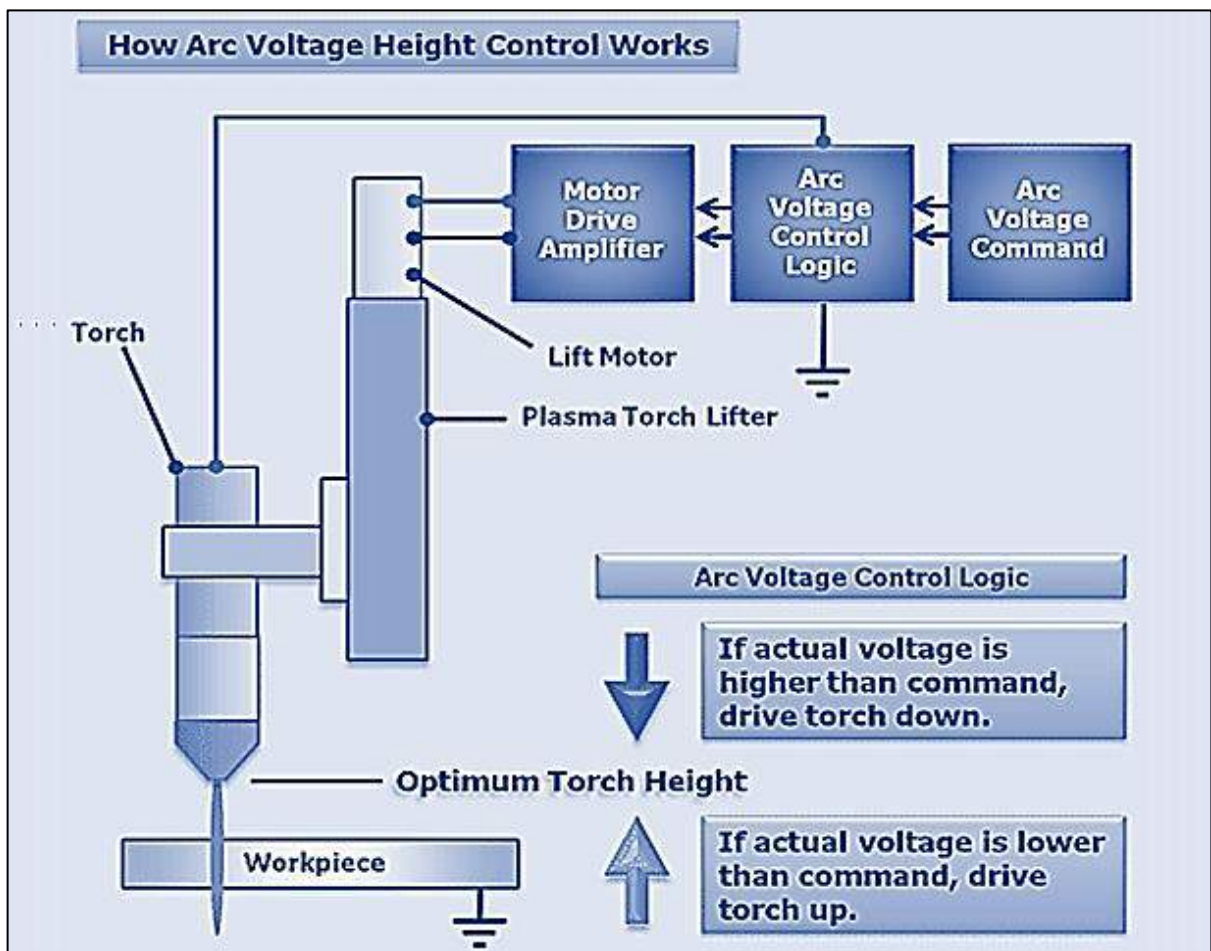 How Arc Voltage Height Control Works
Motor
Drive
Amplifier
Arc
Voltage
Control
Logic
Arc
Voltage
Command
Torch
Lift Motor
Plasma Torch Lifter
Arc Voltage Control Logic
If actual voltage is
higher than command,
drive torch down.
Optimum Torch Height
Workpiece
If actual voltage is lower
than command, drive
torch up.